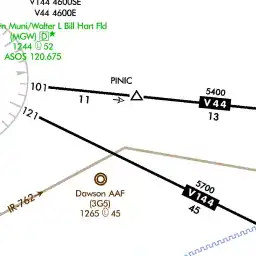 V144 4600SE
V44 4600E
Muni/Walter L Bill Hart Fld
(MGW) D*
1244 52
ASOS 120.675
PINIC
101
11
5400
V44
13
121
Dawson AAF
(3G5)
1265 45
5700
V144
45
IR-762